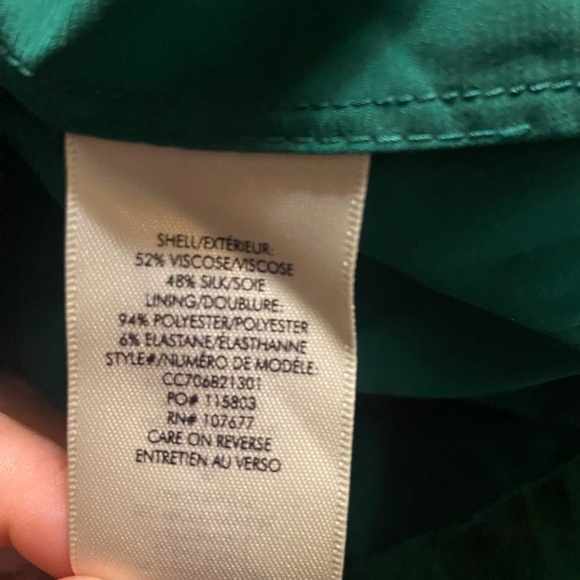 SHELL/EXTÉRIEUR:
52% VISCOSE/VISCOSE
48% SILK/SOIE
LINING/DOUBLURE:
94% POLYESTER/POLYESTER
6% ELASTANE/ÉLASTHANNE
STYLE#/NUMÉRO DE MODÉLE:
CC706B21301
PO# 115803
RN# 107677
CARE ON REVERSE
ENTRETIEN AU VERSO